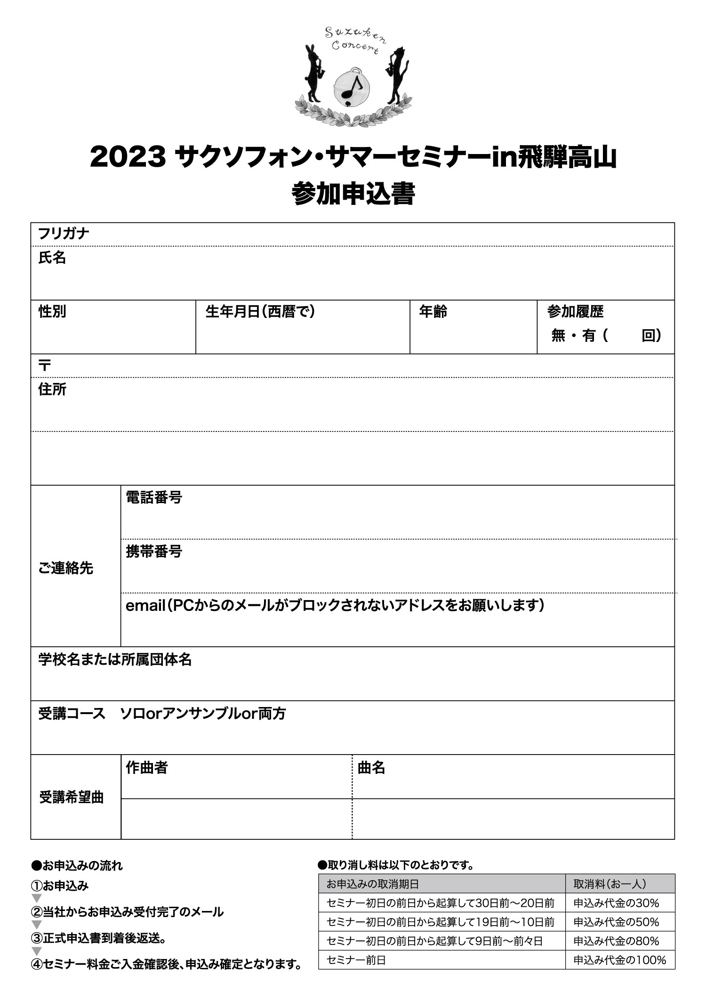 Suzuken
Concert
2023 サクソフォン・サマーセミナーin飛騨高山
参加申込書
フリガナ
氏名
性別
生年月日(西暦で)
年齢
参加履歴
無 ・ 有 (　　回)
〒
住所
ご連絡先
電話番号
携帯番号
email(PCからのメールがブロックされないアドレスをお願いします)
学校名または所属団体名
受講コース　ソロorアンサンブルor両方
受講希望曲
作曲者
曲名
●お申込みの流れ
①お申込み
▼
②当社からお申込み受付完了のメール
▼
③正式申込書到着後返送。
▼
④セミナー料金ご入金確認後、申込み確定となります。
●取り消し料は以下のとおりです。
お申込みの取消期日　取消料(お一人)
セミナー初日の前日から起算して30日前〜20日前　申込み代金の30%
セミナー初日の前日から起算して19日前〜10日前　申込み代金の50%
セミナー初日の前日から起算して9日前〜前々日　申込み代金の80%
セミナー前日　申込み代金の100%